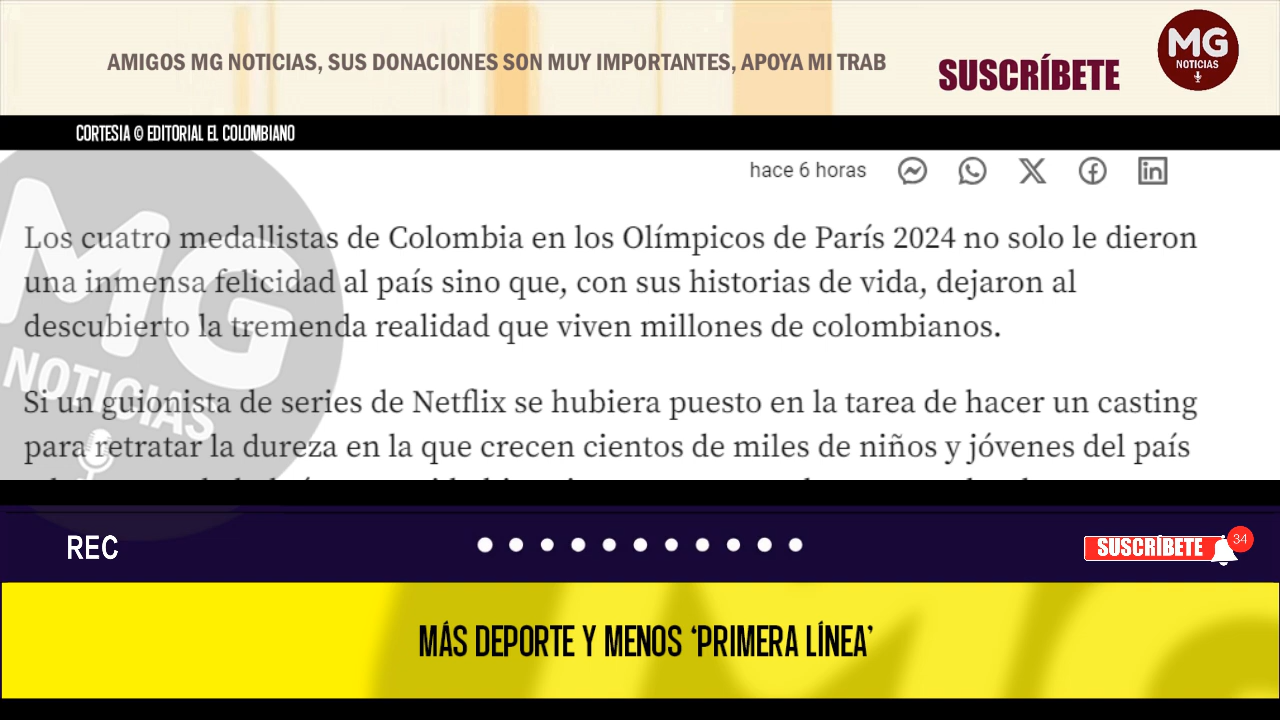 AMIGOS MG NOTICIAS, SUS DONACIONES SON MUY IMPORTANTES, APOYA MI TRAB
SUSCRÍBETE
MG
NOTICIAS
CORTESIA © EDITORIAL EL COLOMBIANO
hace 6 horas
Los cuatro medallistas de Colombia en los Olímpicos de París 2024 no solo le dieron
una inmensa felicidad al país sino que, con sus historias de vida, dejaron al
descubierto la tremenda realidad que viven millones de colombianos.
Si un guionista de series de Netflix se hubiera puesto en la tarea de hacer un casting
para retratar la dureza en la que crecen cientos de miles de niños y jóvenes del país
MG
NOTICIAS
REC
SUSCRÍBETE
34
MÁS DEPORTE Y MENOS ‘PRIMERA LÍNEA’